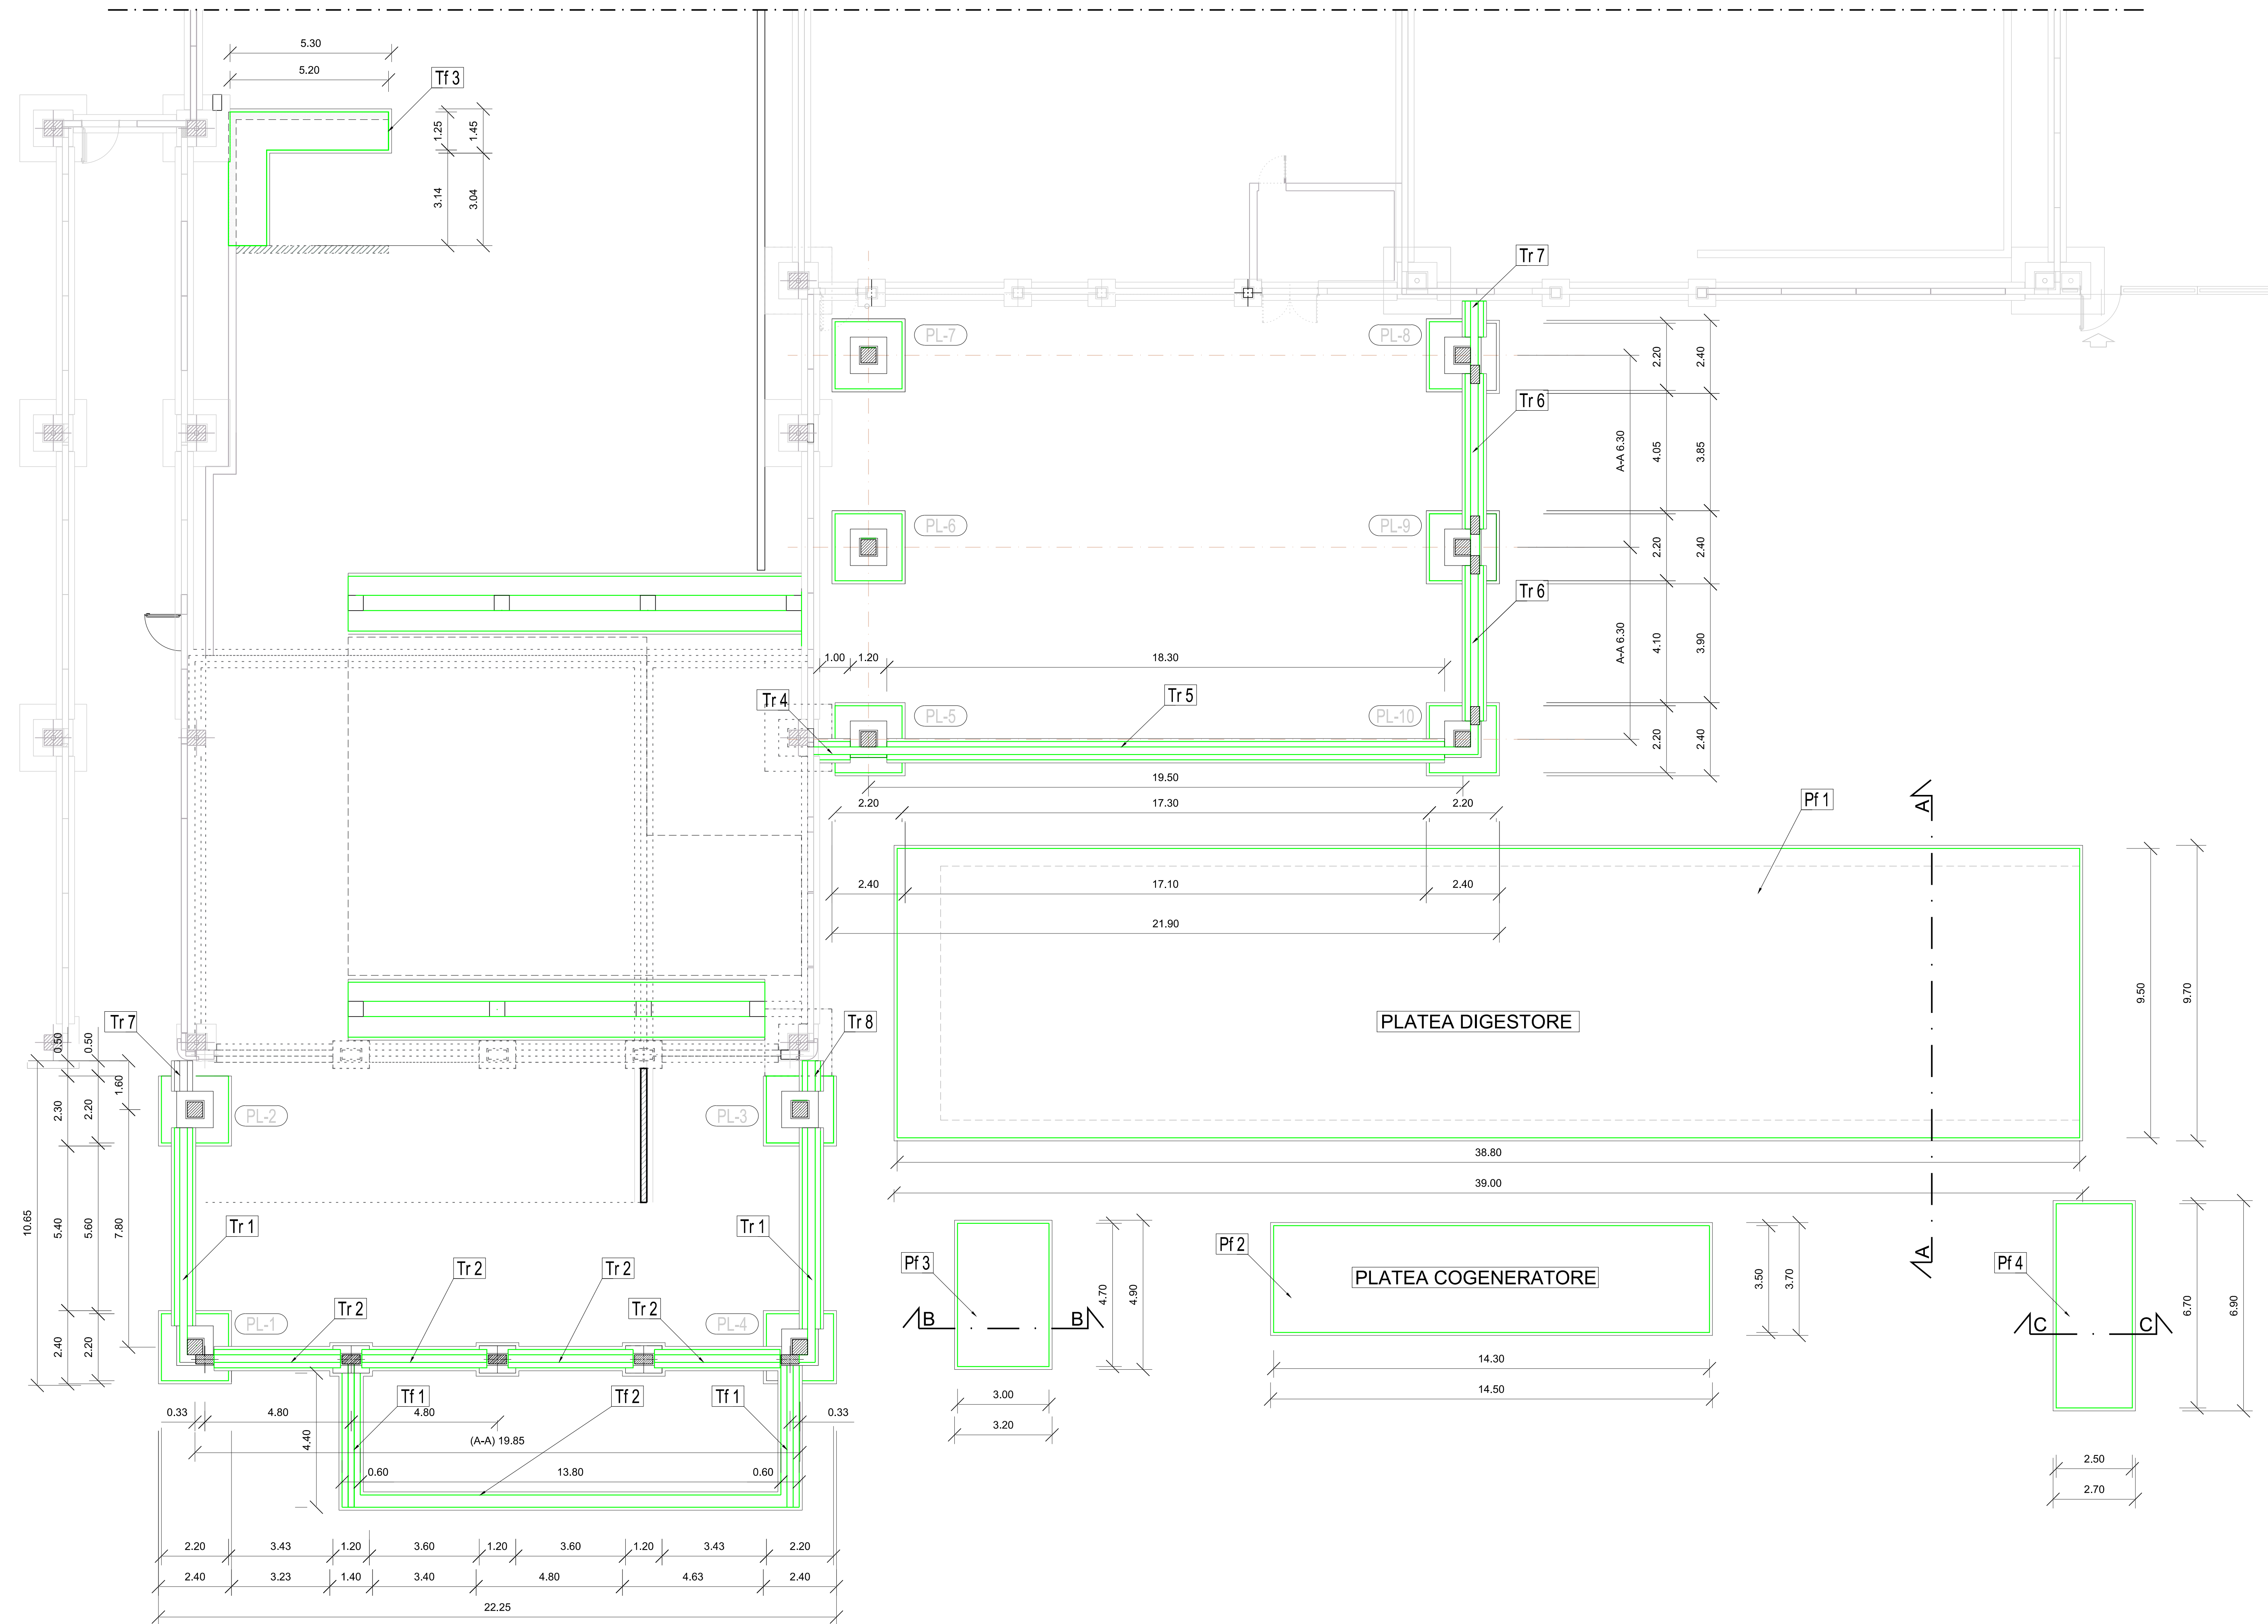 5.30
5.20
Tf 3
1.25
1.45
3.14
3.04
Tr 7
PL-7
PL-8
2.20
2.40
Tr 6
A-A 6.30
4.05
3.85
PL-6
PL-9
2.20
2.40
Tr 6
A-A 6.30
4.10
3.90
1.00
1.20
18.30
Tr 4
Tr 5
PL-5
PL-10
2.20
2.40
19.50
2.20
17.30
2.20
Pf 1
A
2.40
17.10
2.40
21.90
9.50
9.70
PLATEA DIGESTORE
Tr 7
Tr 8
0.50
0.50
1.60
2.30
2.20
PL-2
PL-3
38.80
39.00
10.65
5.40
5.60
7.80
Tr 1
Tr 1
Tr 2
Tr 2
Pf 3
4.70
4.90
Pf 2
PLATEA COGENERATORE
3.50
3.70
A
Pf 4
6.70
6.90
Tr 2
Tr 2
PL-1
PL-4
B
B
C
C
2.40
2.20
14.30
14.50
3.00
3.20
Tf 1
Tf 2
Tf 1
0.33
4.80
4.80
0.33
4.40
(A-A) 19.85
0.60
13.80
0.60
2.50
2.70
2.20
3.43
1.20
3.60
1.20
3.60
1.20
3.43
2.20
2.40
3.23
1.40
3.40
4.80
4.63
2.40
22.25